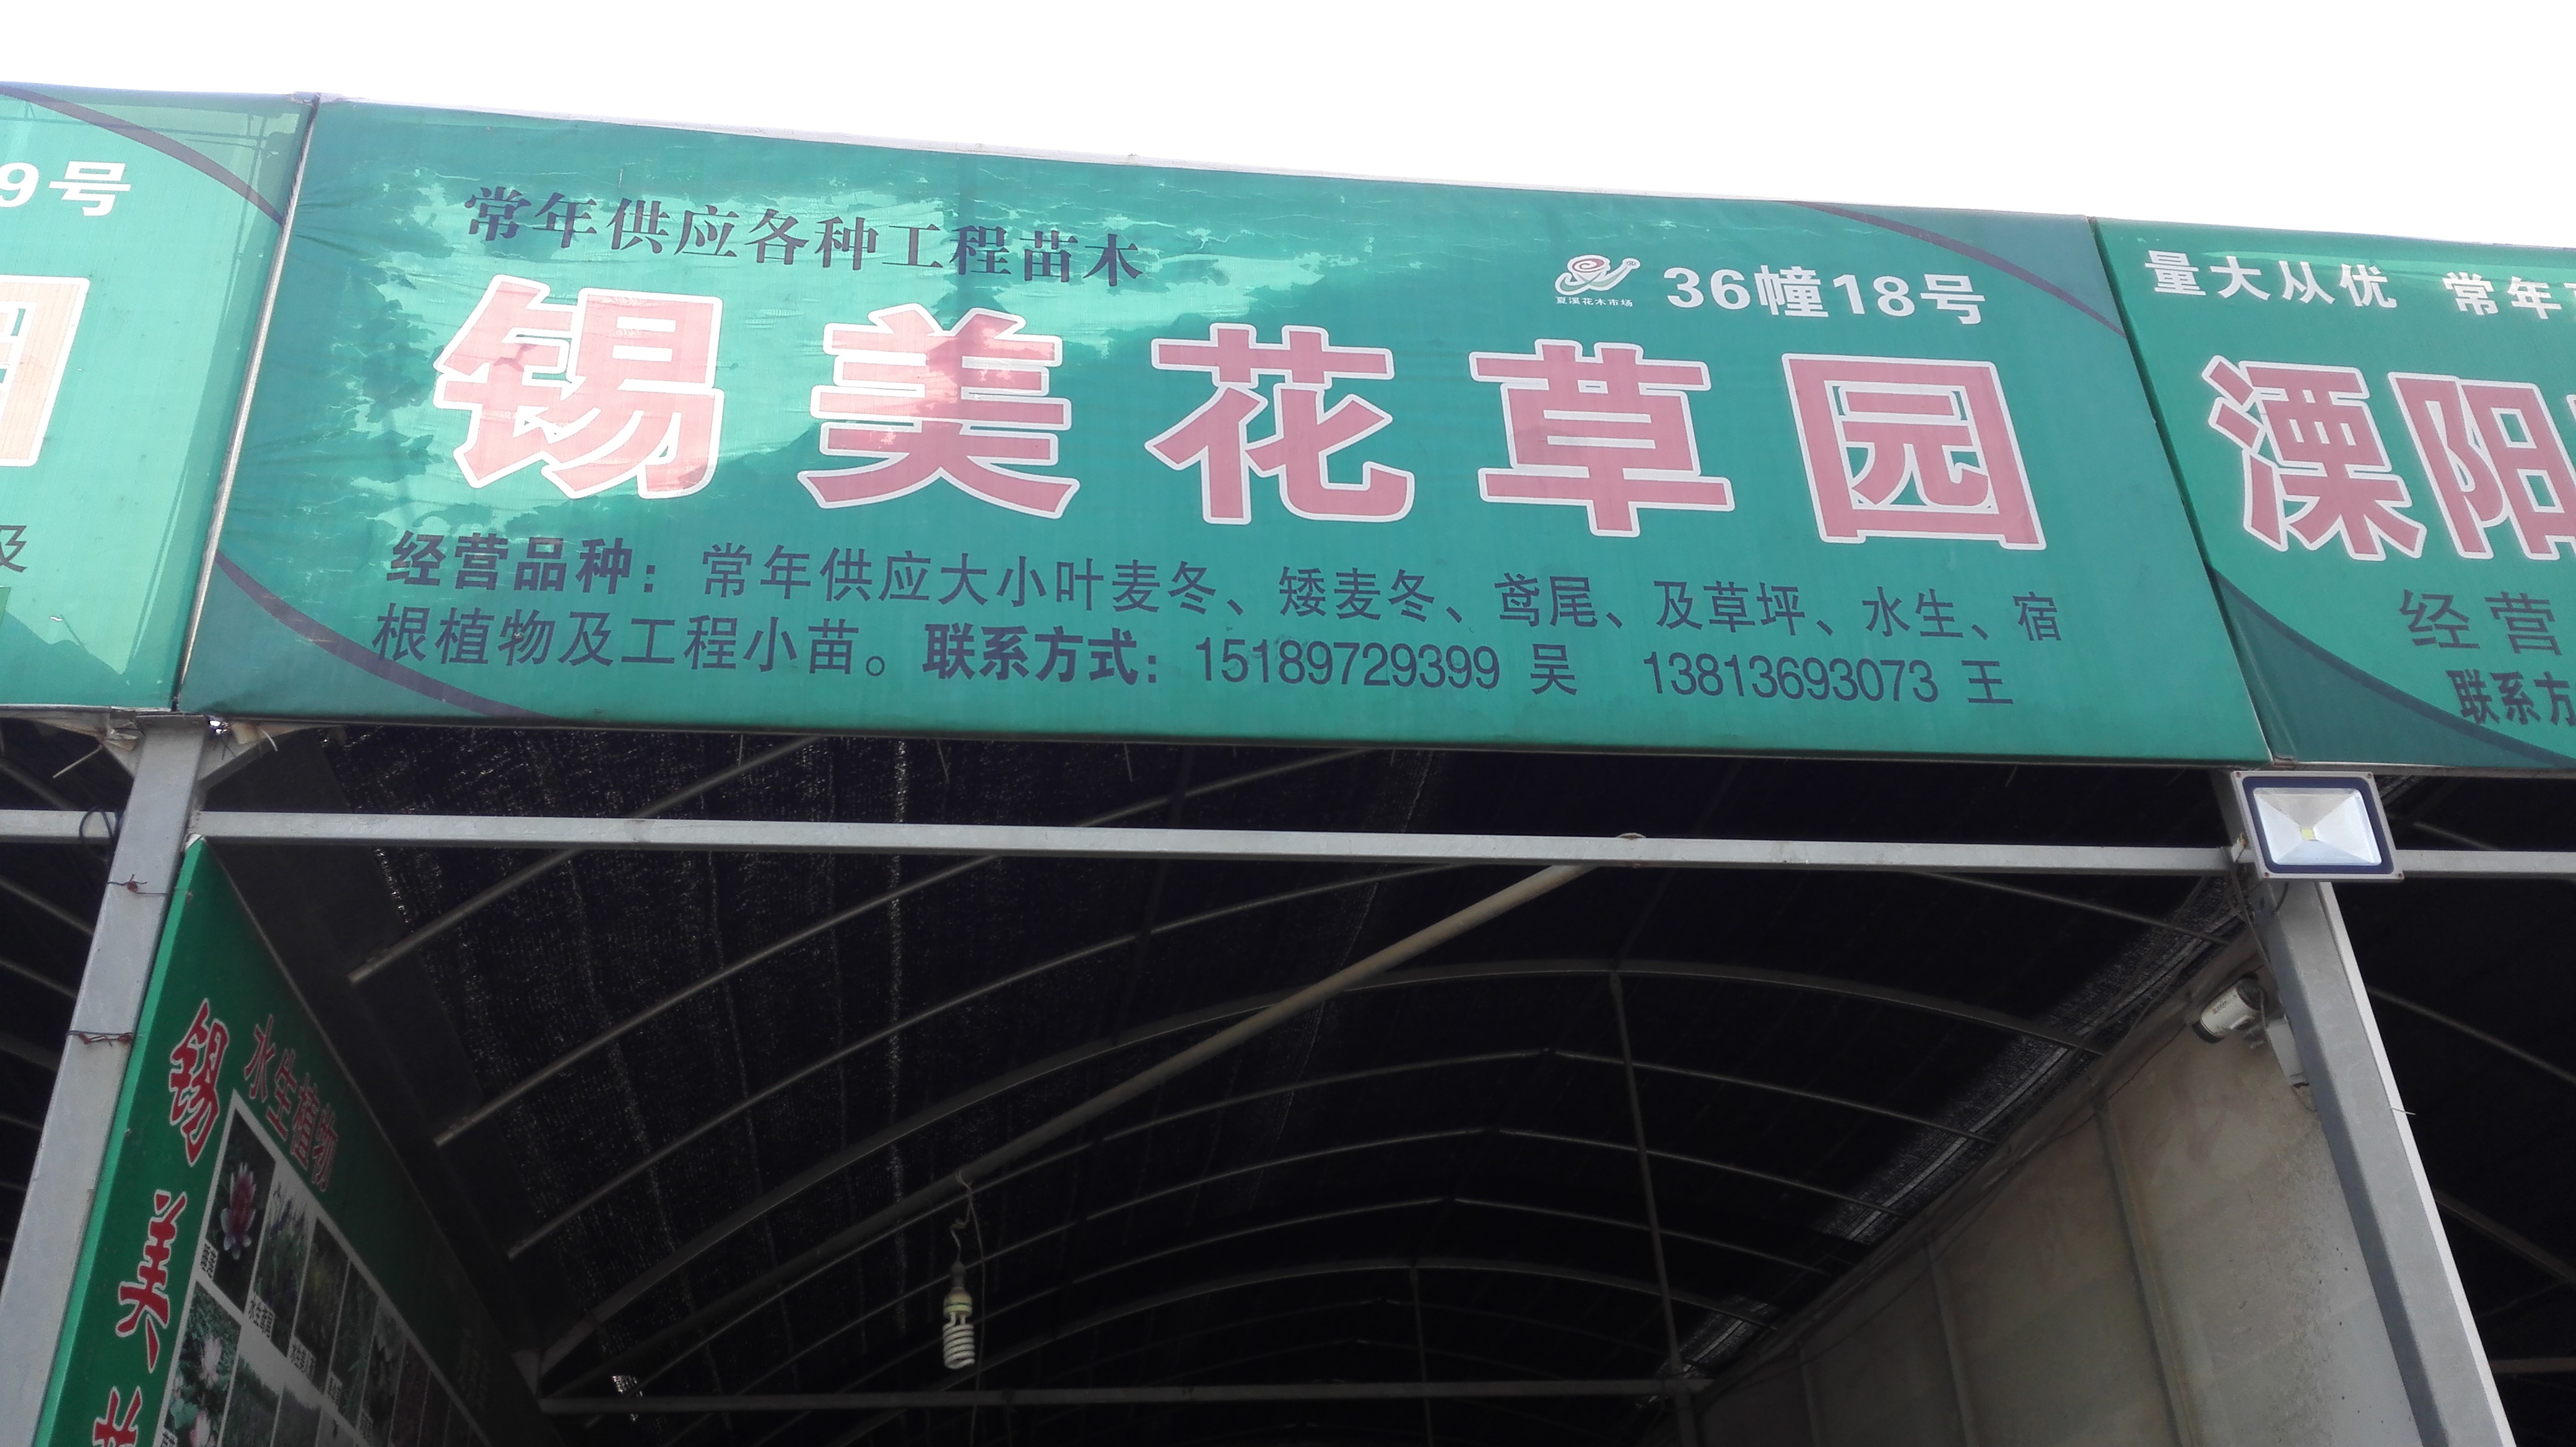 9号
及
常年供应各种工程苗木
夏溪花木市场
36幢18号
锡美花草园
经营品种：常年供应大小叶麦冬、矮麦冬、鸢尾、及草坪、水生、宿
根植物及工程小苗。联系方式：15189729399 吴 13813693073 王
量大从优 常年
溧阳
经营
联系方
锡美
水生植物